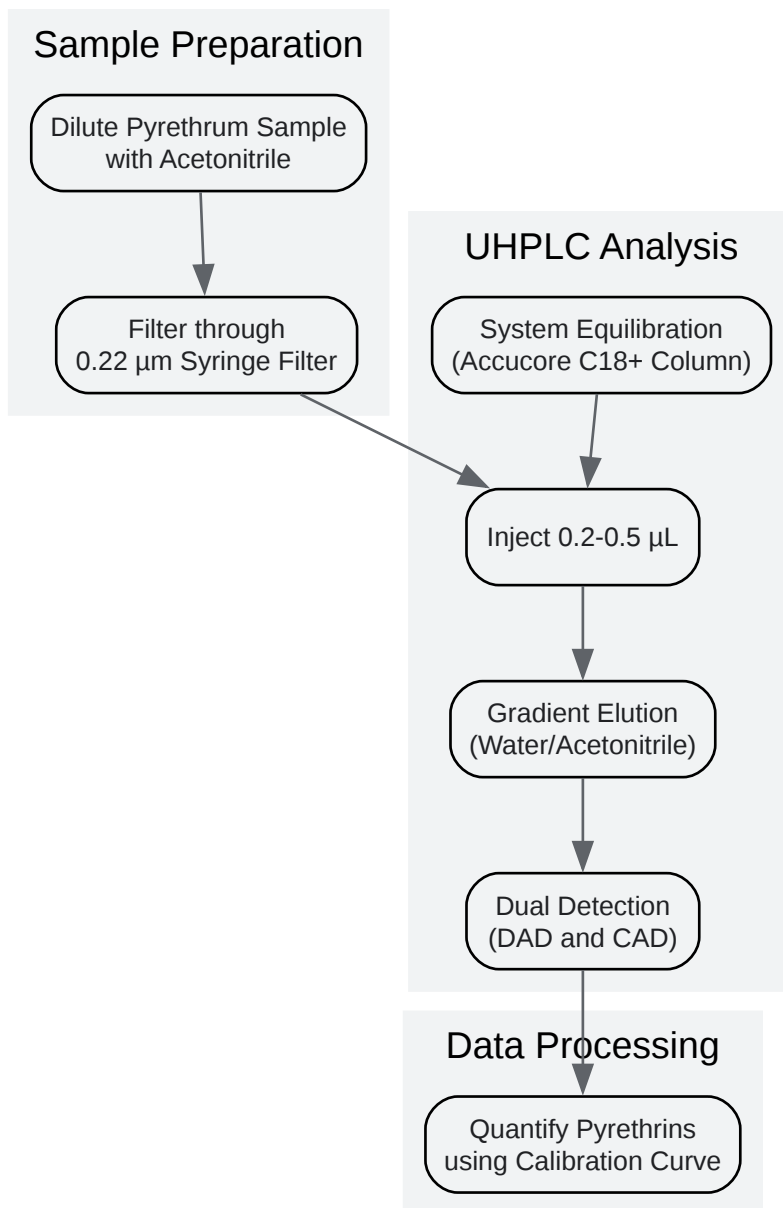 Sample Preparation
Dilute Pyrethrum Sample
with Acetonitrile
Filter through
0.22 µm Syringe Filter
UHPLC Analysis
System Equilibration
(Accucore C18+ Column)
Inject 0.2-0.5 µL
Gradient Elution
(Water/Acetonitrile)
Dual Detection
(DAD and CAD)
Data Processing
Quantify Pyrethrins
using Calibration Curve